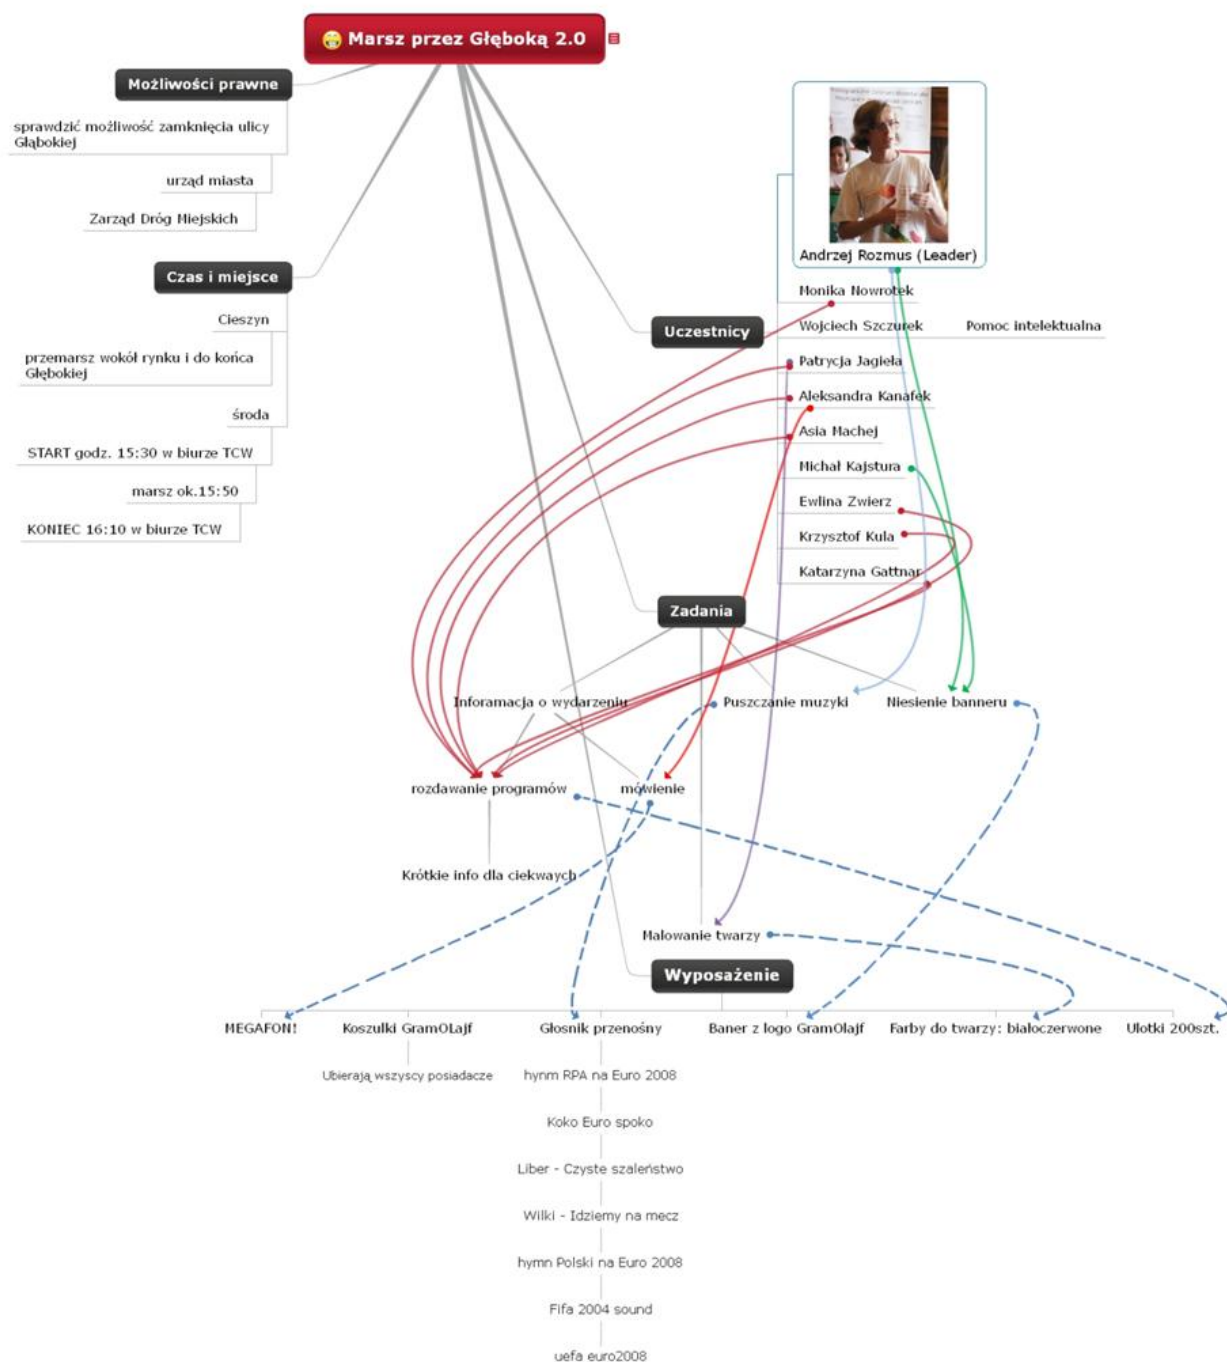 Marsz przez Głęboką 2.0
Możliwości prawne
sprawdzić możliwość zamknięcia ulicy
Głąbokiej
urząd miasta
Zarząd Dróg Miejskich
Czas i miejsce
Cieszyn
przemarsz wokół rynku i do końca
Głębokiej
środa
START godz. 15:30 w biurze TCW
marsz ok.15:50
KONIEC 16:10 w biurze TCW
Uczestnicy
Andrzej Rozmus (Leader)
Monika Nowrotek
Wojciech Szczurek
Pomoc intelektualna
Patrycja Jagieła
Aleksandra Kanafek
Asia Machej
Michał Kajstura
Ewlina Zwierz
Krzysztof Kula
Katarzyna Gattnar
Zadania
Inforamacja o wydarzeniu
Puszczanie muzyki
Niesienie banneru
rozdawanie programów
mówienie
Krótkie info dla ciekwaych
Malowanie twarzy
Wyposażenie
MEGAFON!
Koszulki GramOLajf
Głosnik przenośny
Baner z logo GramOlajf
Farby do twarzy: białoczerwone
Ulotki 200szt.
Ubierają wszyscy posiadacze
hynm RPA na Euro 2008
Koko Euro spoko
Liber - Czyste szaleństwo
Wilki - Idziemy na mecz
hymn Polski na Euro 2008
Fifa 2004 sound
uefa euro2008